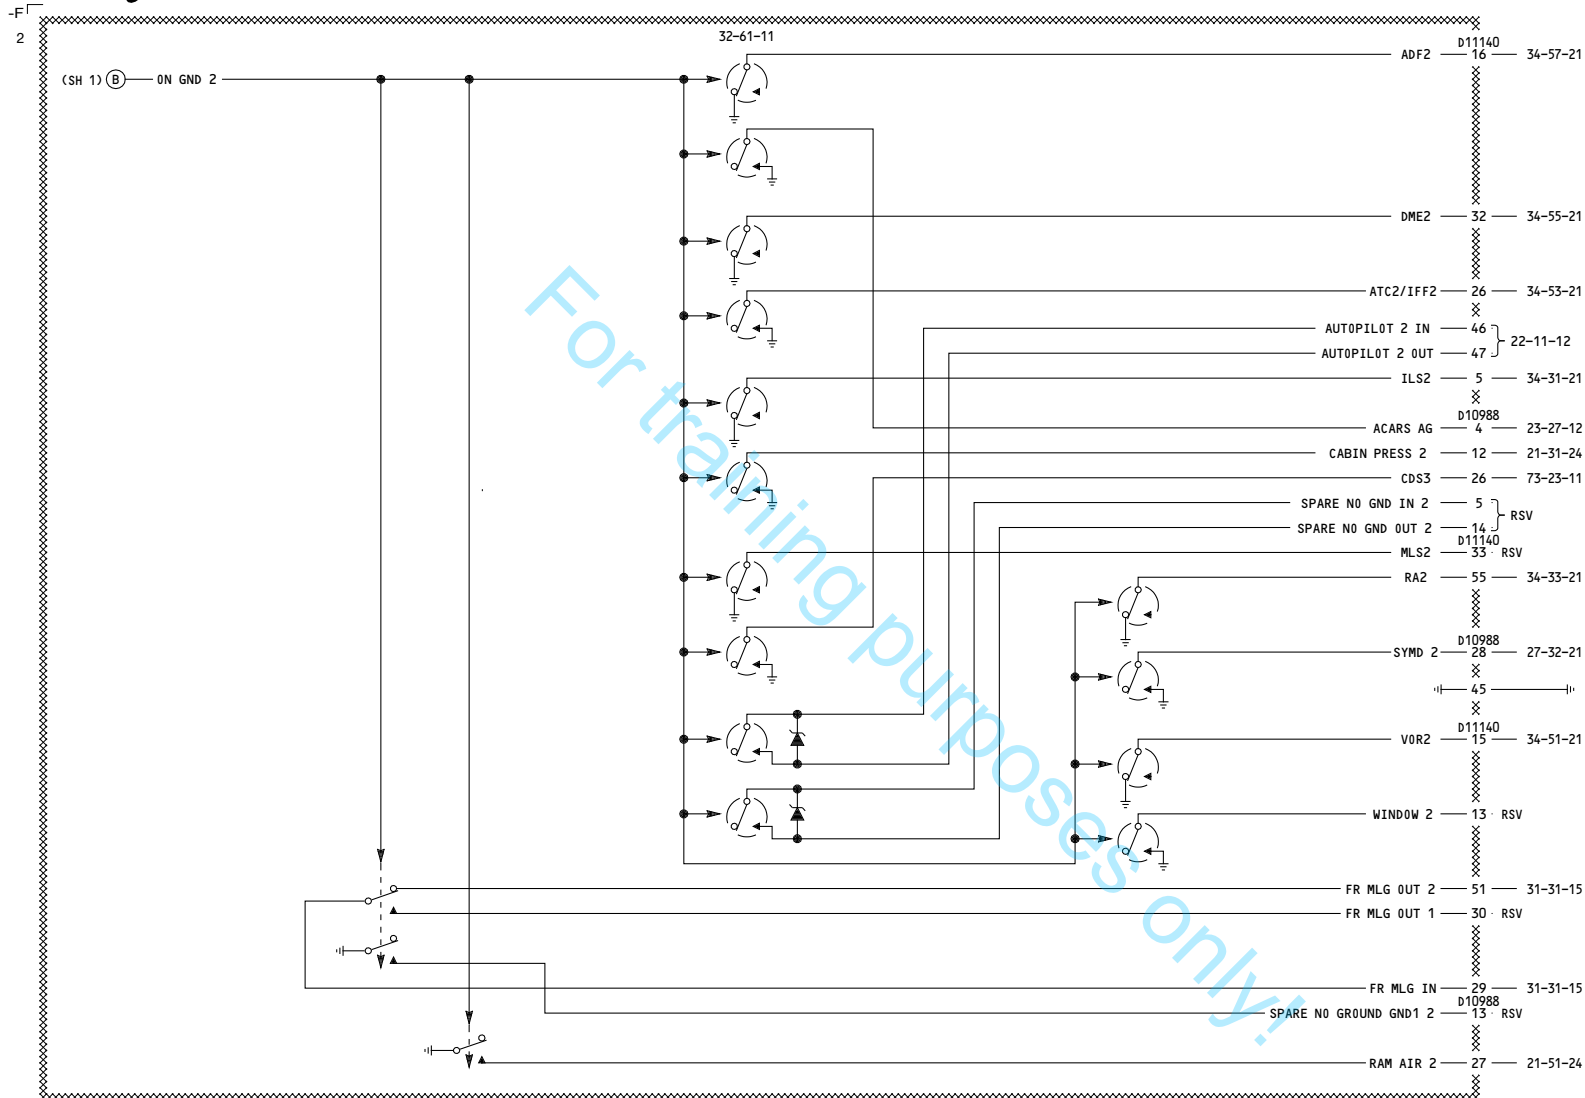 -F
2
32-61-11
D11140
ADF2 16 34-57-21
(SH 1) B ON GND 2
DME2 32 34-55-21
ATC2/IFF2 26 34-53-21
AUTOPILOT 2 IN 46
22-11-12
AUTOPILOT 2 OUT 47
ILS2 5 34-31-21
D10988
ACARS AG 4 23-27-12
CABIN PRESS 2 12 21-31-24
CDS3 26 73-23-11
SPARE NO GND IN 2 5
RSV
SPARE NO GND OUT 2 14
D11140
MLS2 33 RSV
RA2 55 34-33-21
D10988
SYMD 2 28 27-32-21
45
D11140
VOR2 15 34-51-21
WINDOW 2 13 RSV
FR MLG OUT 2 51 31-31-15
FR MLG OUT 1 30 RSV
FR MLG IN 29 31-31-15
D10988
SPARE NO GROUND GND1 2 13 RSV
RAM AIR 2 27 21-51-24
For training purposes only!